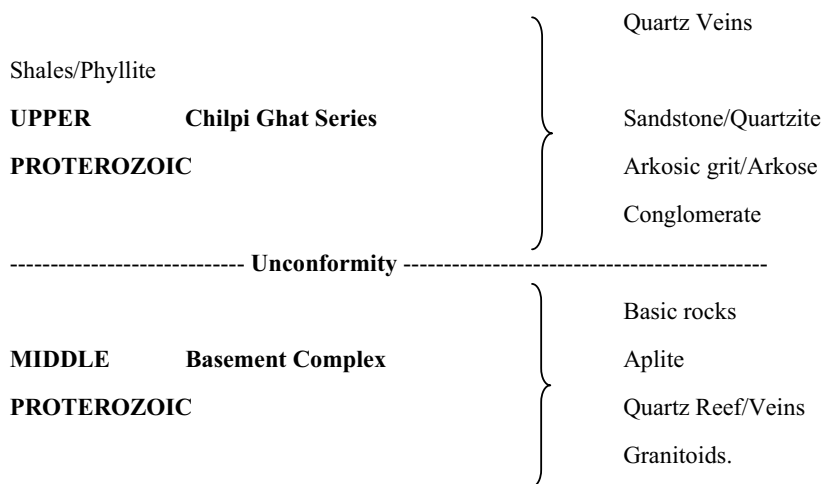 Quartz Veins
Shales/Phyllite
UPPER Chilpi Ghat Series Sandstone/Quartzite
PROTEROZOIC Arkosic grit/Arkose
Conglomerate
---------------------------- Unconformity --------------------------------------------
Basic rocks
MIDDLE Basement Complex Aplite
PROTEROZOIC Quartz Reef/Veins
Granitoids.